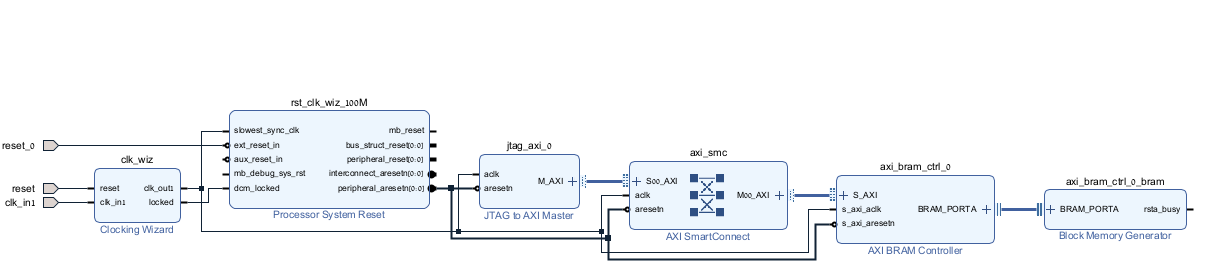 reset_0
reset
clk_in1
clk_wiz
reset
clk_in1
clk_out1
locked
Clocking Wizard
rst_clk_wiz_100M
slowest_sync_clk
ext_reset_in
aux_reset_in
mb_debug_sys_rst
dcm_locked
mb_reset
bus_struct_reset[0:0]
peripheral_reset[0:0]
interconnect_aresetn[0:0]
peripheral_aresetn[0:0]
Processor System Reset
jtag_axi_0
aclk
aresetn
M_AXI
JTAG to AXI Master
axi_smc
S00_AXI
aclk
aresetn
M00_AXI
AXI SmartConnect
axi_bram_ctrl_0
S_AXI
s_axi_aclk
s_axi_aresetn
BRAM_PORTA
AXI BRAM Controller
axi_bram_ctrl_0_bram
BRAM_PORTA
rsta_busy
Block Memory Generator